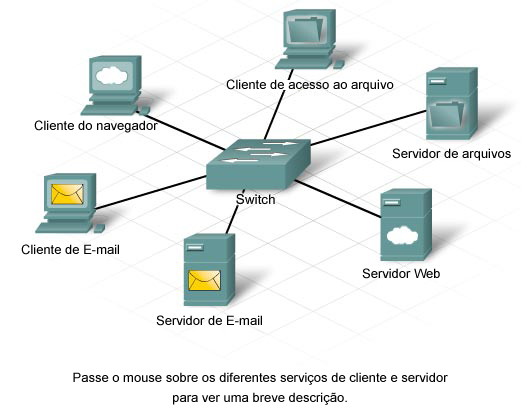 Cliente de acesso ao arquivo
Cliente do navegador
Servidor de arquivos
Switch
Cliente de E-mail
Servidor Web
Servidor de E-mail
Passe o mouse sobre os diferentes serviços de cliente e servidor
para ver uma breve descrição.